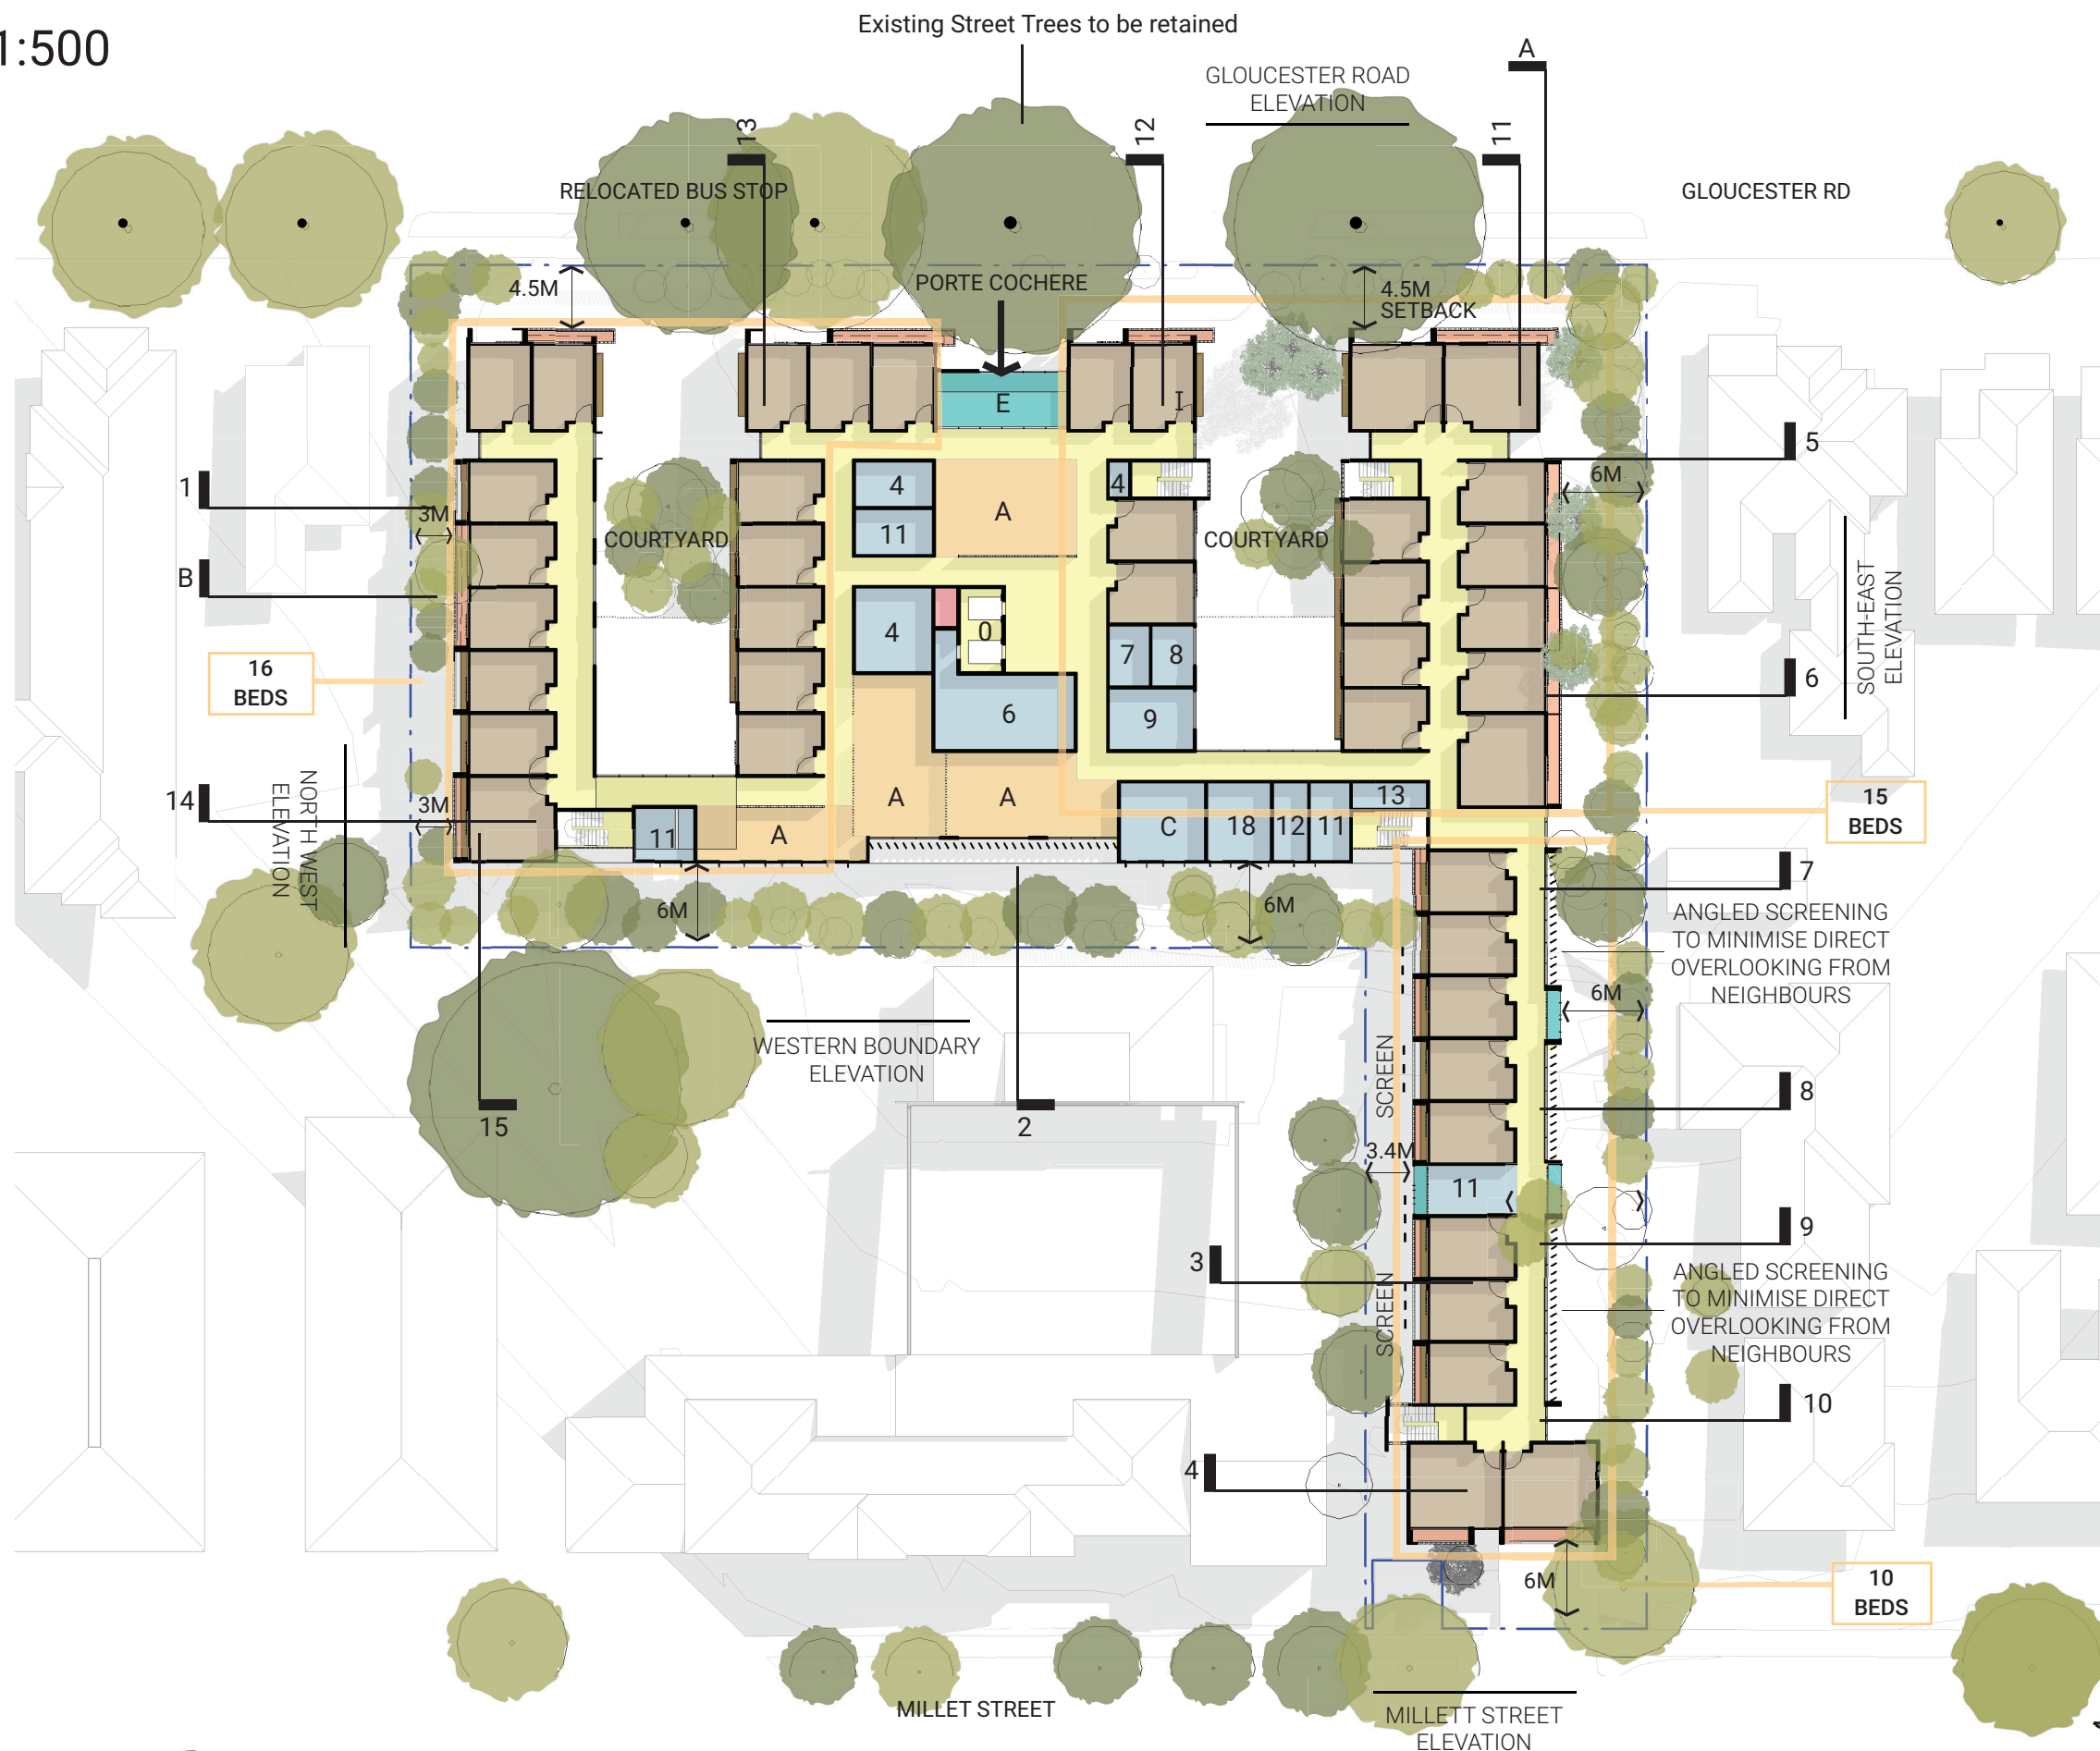 1:500
Existing Street Trees to be retained
A
GLOUCESTER ROAD
ELEVATION
13
12
11
RELOCATED BUS STOP
GLOUCESTER RD
4.5M
PORTE COCHERE
4.5M
SETBACK
E
I
5
1
4
A
4
6M
3M
11
COURTYARD
COURTYARD
B
SOUTH-EAST
ELEVATION
4
0
7
8
16
BEDS
6
6
9
14
NORTH WEST
ELEVATION
3M
A
A
13
15
BEDS
11
A
C
18
12
11
7
6M
6M
ANGLED SCREENING
TO MINIMISE DIRECT
OVERLOOKING FROM
NEIGHBOURS
6M
WESTERN BOUNDARY
ELEVATION
SCREEN
8
15
2
3.4M
11
9
3
ANGLED SCREENING
TO MINIMISE DIRECT
OVERLOOKING FROM
NEIGHBOURS
SCREEN
10
4
6M
10
BEDS
MILLET STREET
MILLETT STREET
ELEVATION